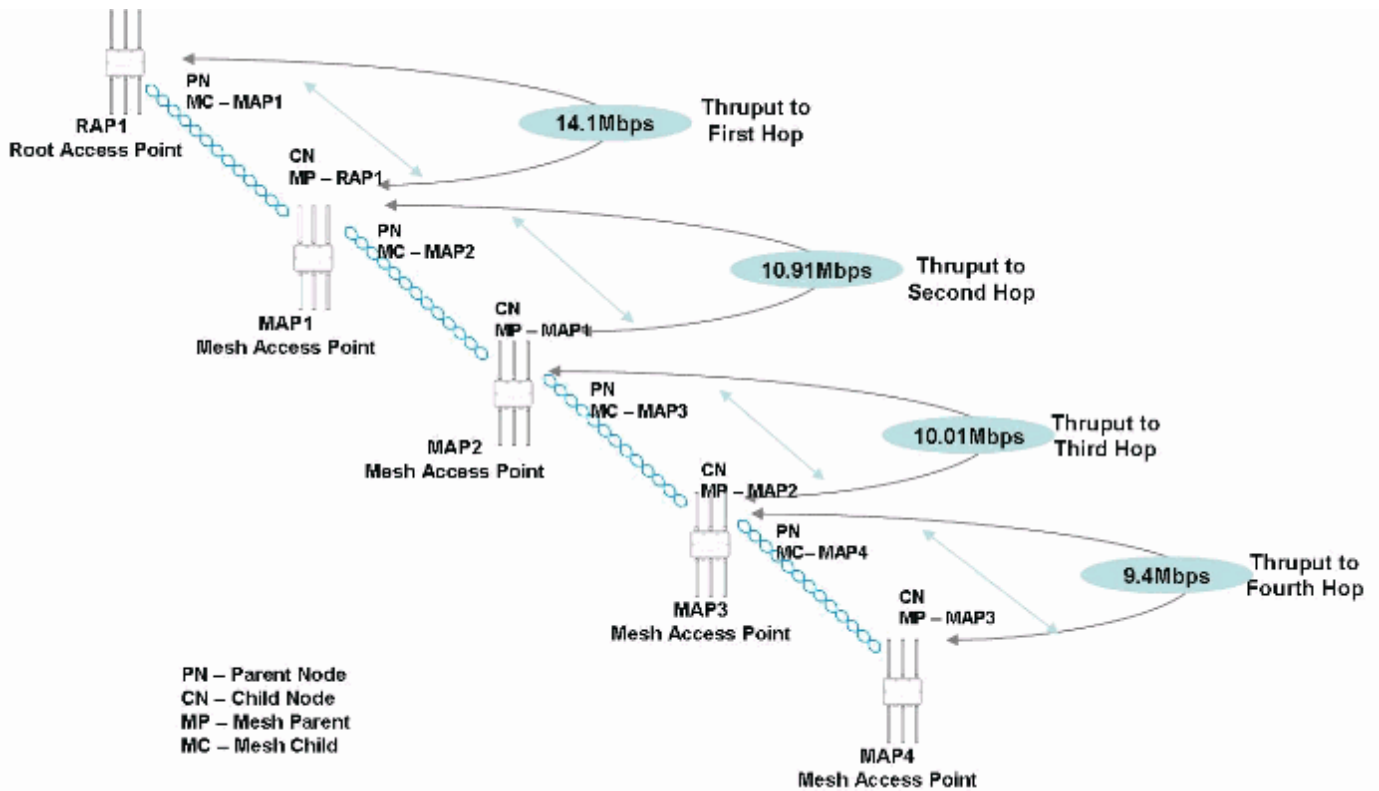 PN
MC – MAP1
RAP1
Root Access Point
14.1Mbps
Thruput to
First Hop
CN
MP – RAP1
PN
MC – MAP2
MAP1
Mesh Access Point
10.91Mbps
Thruput to
Second Hop
CN
MP – MAP1
PN
MC – MAP3
MAP2
Mesh Access Point
10.01Mbps
Thruput to
Third Hop
CN
MP – MAP2
PN
MC– MAP4
MAP3
Mesh Access Point
9.4Mbps
Thruput to
Fourth Hop
CN
MP – MAP3
MAP4
Mesh Access Point
PN – Parent Node
CN – Child Node
MP – Mesh Parent
MC – Mesh Child